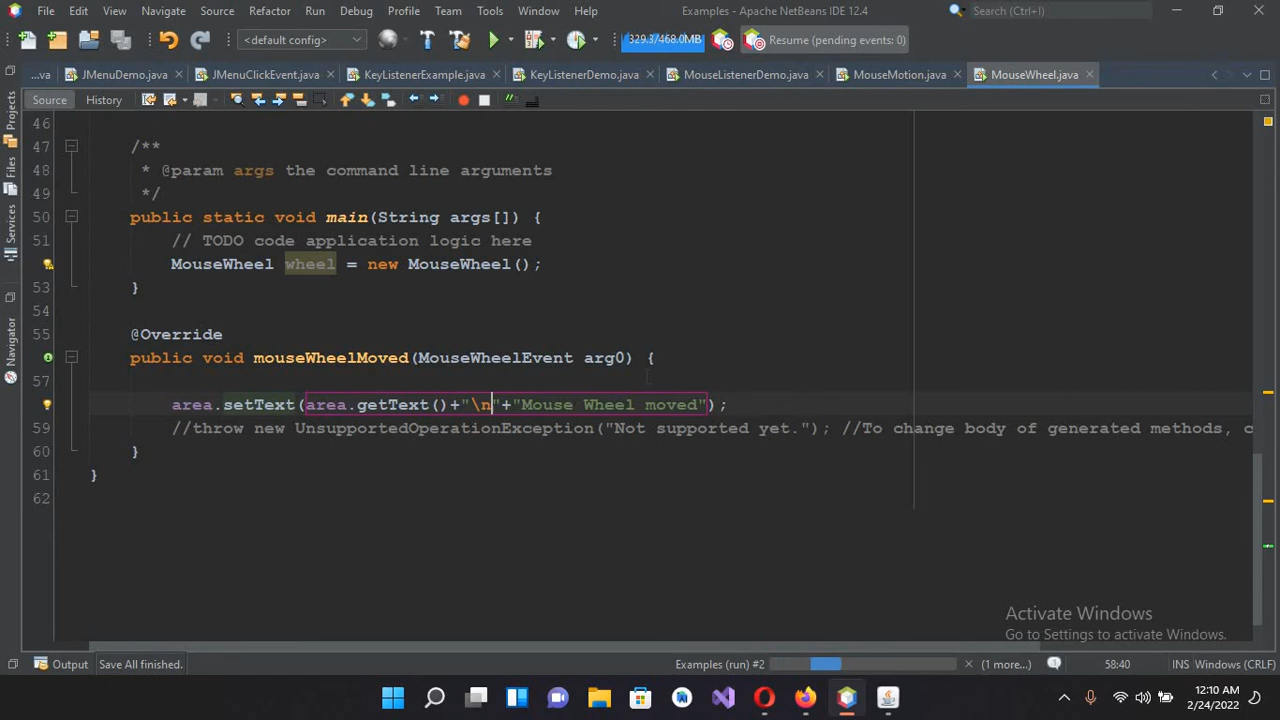 File Edit View Navigate Source Refactor Run Debug Profile Team Tools Window Help Examples - Apache NetBeans IDE 12.4 Search (Ctrl+I)
<default config> 329.3/468.0MB Resume (pending events: 0)
...va JMenuDemo.java JMenuClickEvent.java KeyListenerExample.java KeyListenerDemo.java MouseListenerDemo.java MouseMotion.java MouseWheel.java
Source History
Projects
Files
Services
Navigator
46
47 /**
48 * @param args the command line arguments
49 */
50 public static void main(String args[]) {
51 // TODO code application logic here
MouseWheel wheel = new MouseWheel();
53 }
54
55 @Override
public void mouseWheelMoved(MouseWheelEvent arg0) {
57
area.setText(area.getText()+"\n"+"Mouse Wheel moved");
59 //throw new UnsupportedOperationException("Not supported yet."); //To change body of generated methods, c
60 }
61 }
62
Activate Windows
Go to Settings to activate Windows.
Output Save All finished. Examples (run) #2 (1 more...) 58:40 INS Windows (CRLF)
12:10 AM
2/24/2022